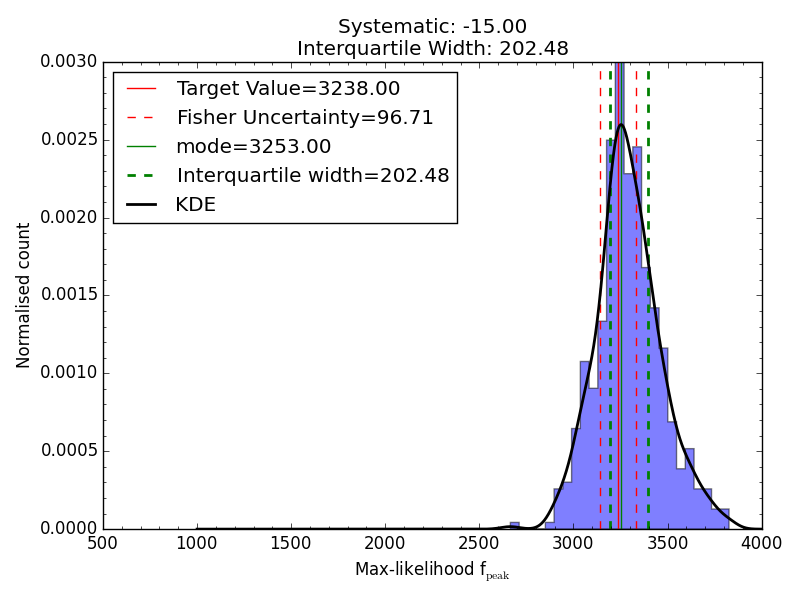 Systematic: -15.00
Interquartile Width: 202.48
0.0030
0.0025
0.0020
0.0015
0.0010
0.0005
0.0000
Normalised count
Target Value=3238.00
Fisher Uncertainty=96.71
mode=3253.00
Interquartile width=202.48
KDE
500 1000 1500 2000 2500 3000 3500 4000
Max-likelihood f_peak